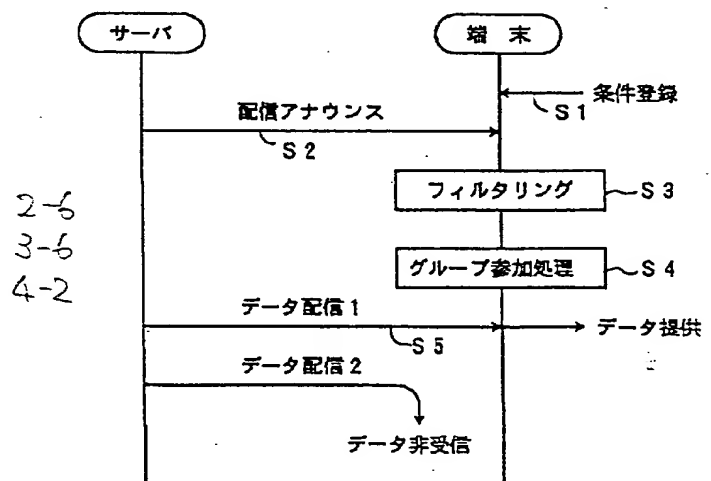 サーバ
端末
条件登録
S1
配信アナウンス
S2
フィルタリング
S3
2-6
3-6
4-2
グループ参加処理
S4
データ配信1
S5
データ提供
データ配信2
データ非受信